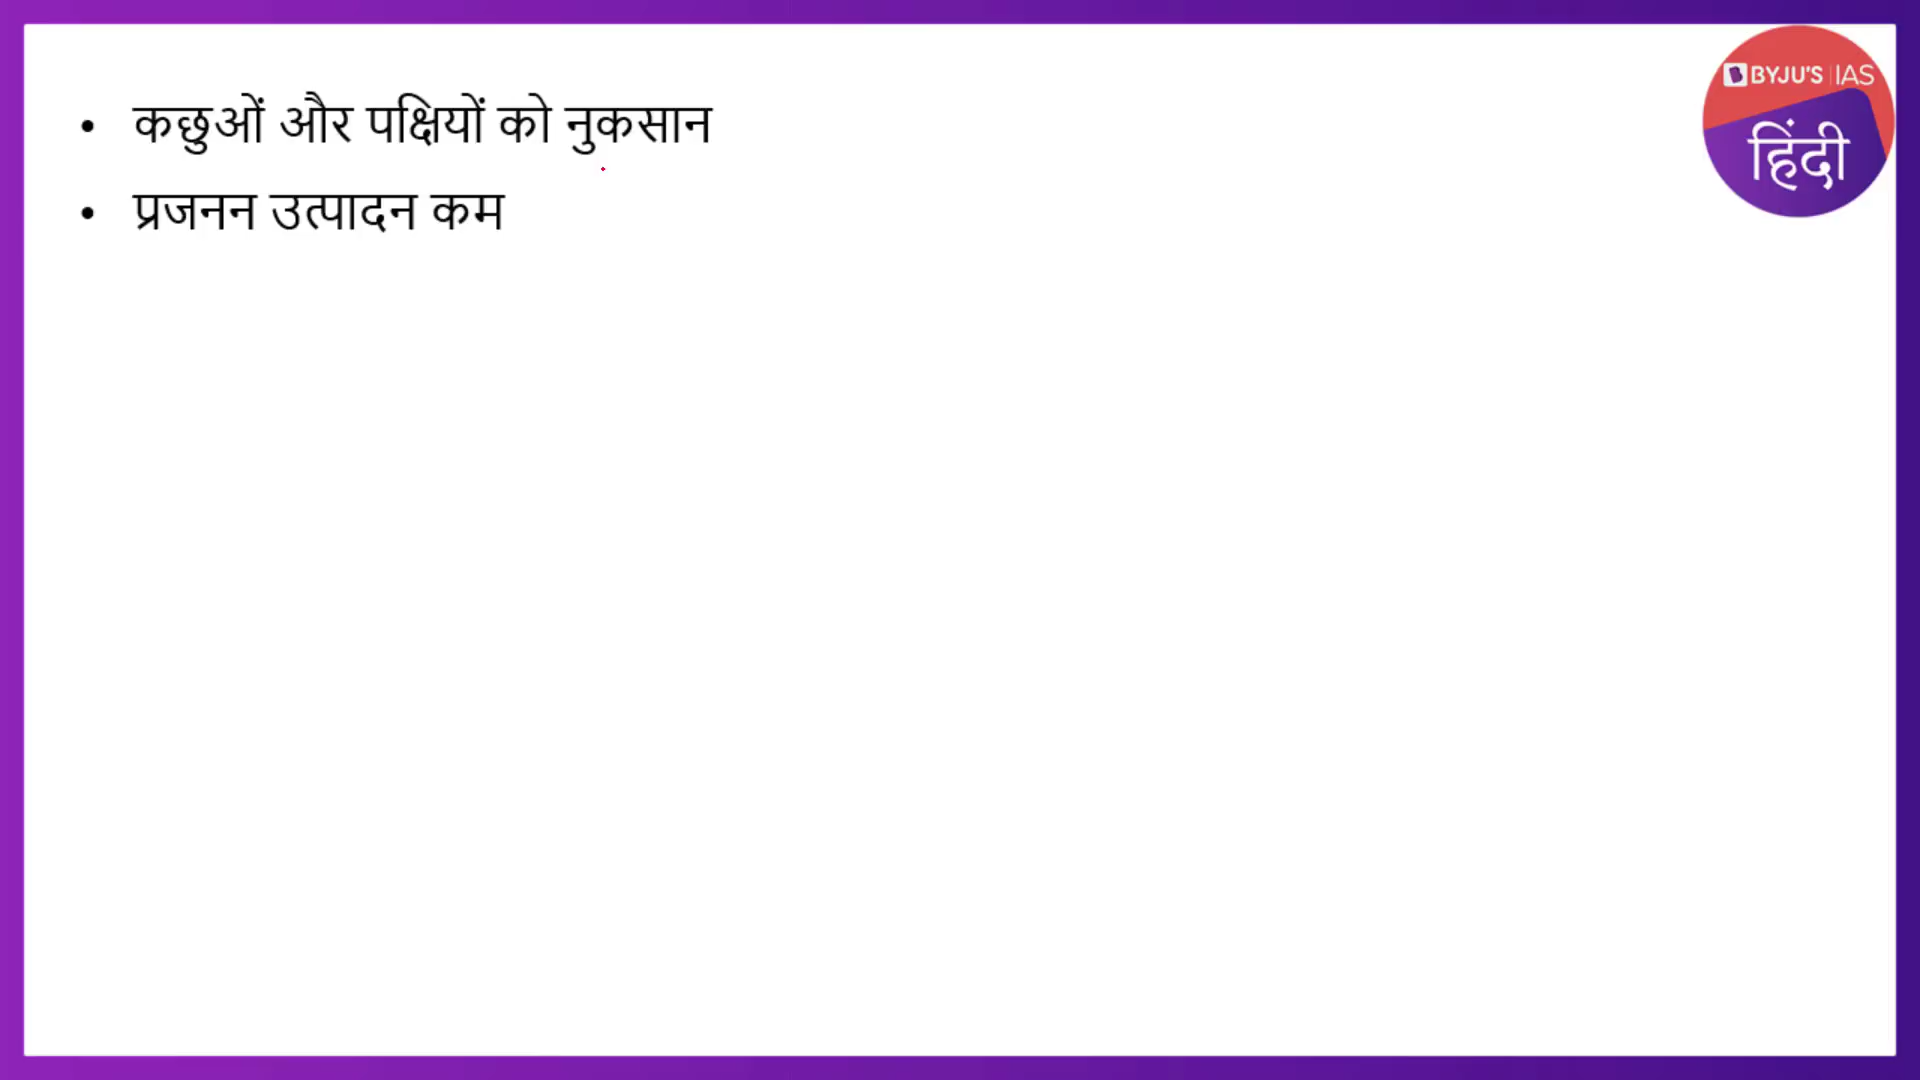 • कछुओं और पक्षियों को नुकसान
• प्रजनन उत्पादन कम
BYJU'S IAS
हिंदी